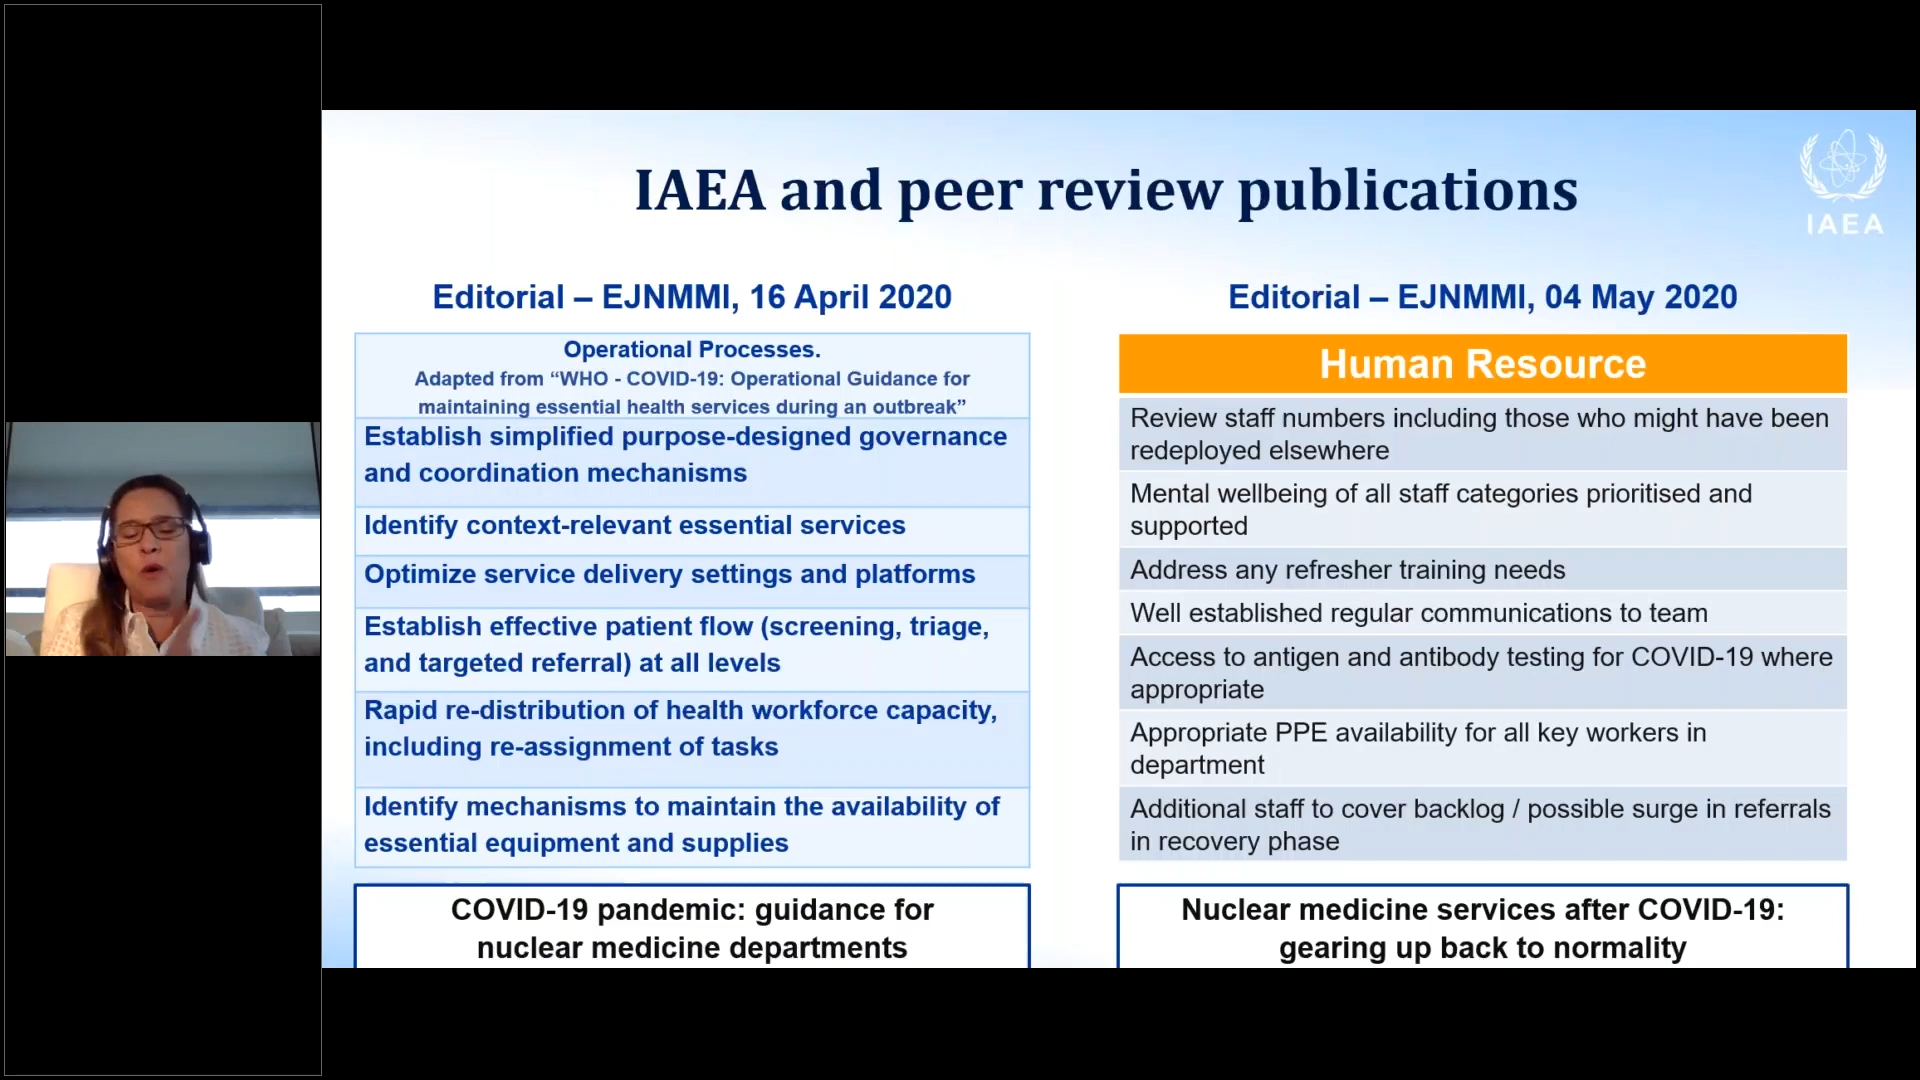 IAEA and peer review publications
IAEA
Editorial – EJNMMI, 16 April 2020
Operational Processes.
Adapted from “WHO - COVID-19: Operational Guidance for
maintaining essential health services during an outbreak”
Establish simplified purpose-designed governance
and coordination mechanisms
Identify context-relevant essential services
Optimize service delivery settings and platforms
Establish effective patient flow (screening, triage,
and targeted referral) at all levels
Rapid re-distribution of health workforce capacity,
including re-assignment of tasks
Identify mechanisms to maintain the availability of
essential equipment and supplies
COVID-19 pandemic: guidance for
nuclear medicine departments
Editorial – EJNMMI, 04 May 2020
Human Resource
Review staff numbers including those who might have been
redeployed elsewhere
Mental wellbeing of all staff categories prioritised and
supported
Address any refresher training needs
Well established regular communications to team
Access to antigen and antibody testing for COVID-19 where
appropriate
Appropriate PPE availability for all key workers in
department
Additional staff to cover backlog / possible surge in referrals
in recovery phase
Nuclear medicine services after COVID-19:
gearing up back to normality